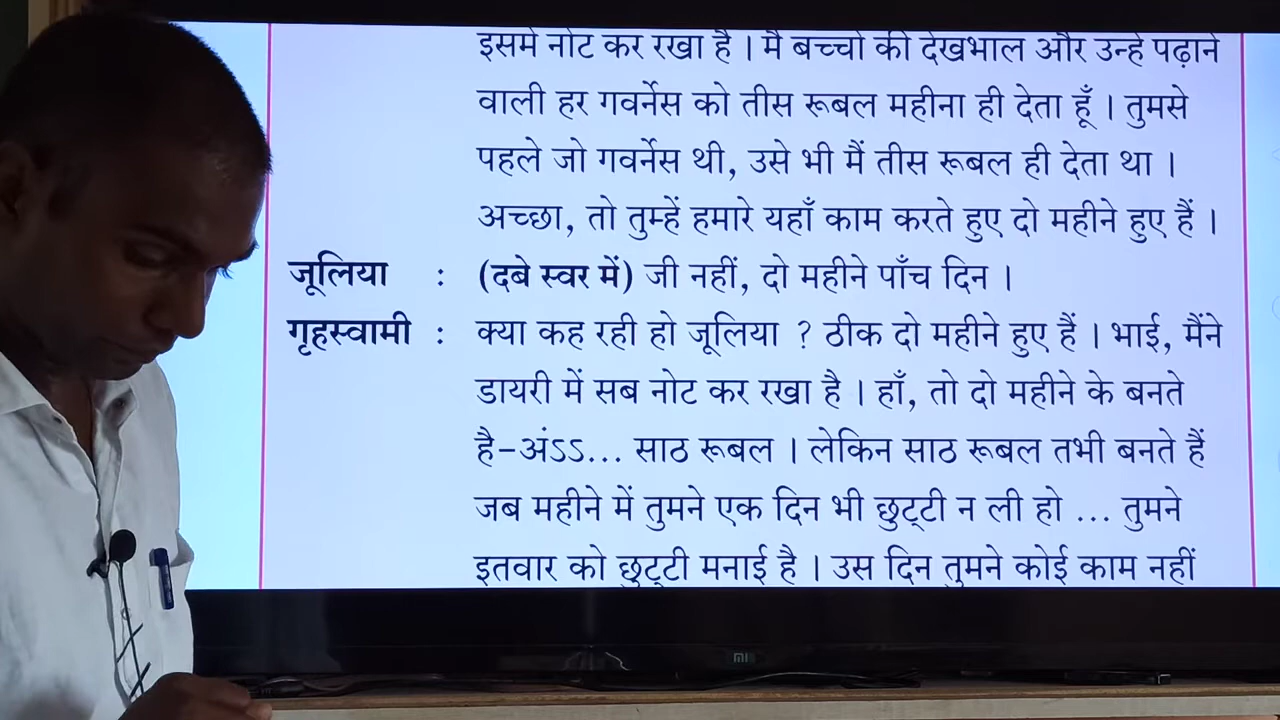 इसमें नोट कर रखा है । मैं बच्चों की देखभाल और उन्हें पढ़ाने
वाली हर गवर्नेस को तीस रूबल महीना ही देता हूँ । तुमसे
पहले जो गवर्नेस थी, उसे भी मैं तीस रूबल ही देता था ।
अच्छा, तो तुम्हें हमारे यहाँ काम करते हुए दो महीने हुए हैं ।
जूलिया : (दबे स्वर में) जी नहीं, दो महीने पाँच दिन ।
गृहस्वामी : क्या कह रही हो जूलिया ? ठीक दो महीने हुए हैं । भाई, मैंने
डायरी में सब नोट कर रखा है । हाँ, तो दो महीने के बनते
है-अंऽऽ... साठ रूबल । लेकिन साठ रूबल तभी बनते हैं
जब महीने में तुमने एक दिन भी छुट्टी न ली हो ... तुमने
इतवार को छुट्टी मनाई है । उस दिन तुमने कोई काम नहीं
mi